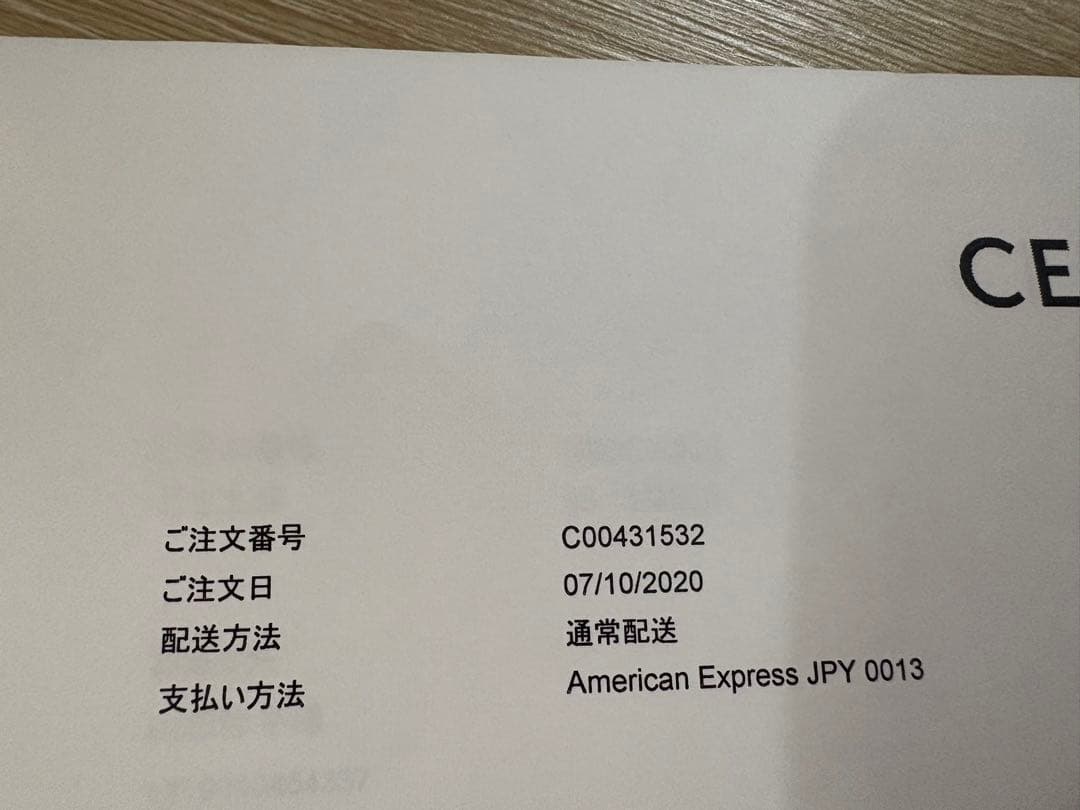 CE
ご注文番号 C00431532
ご注文日 07/10/2020
配送方法 通常配送
支払い方法 American Express JPY 0013